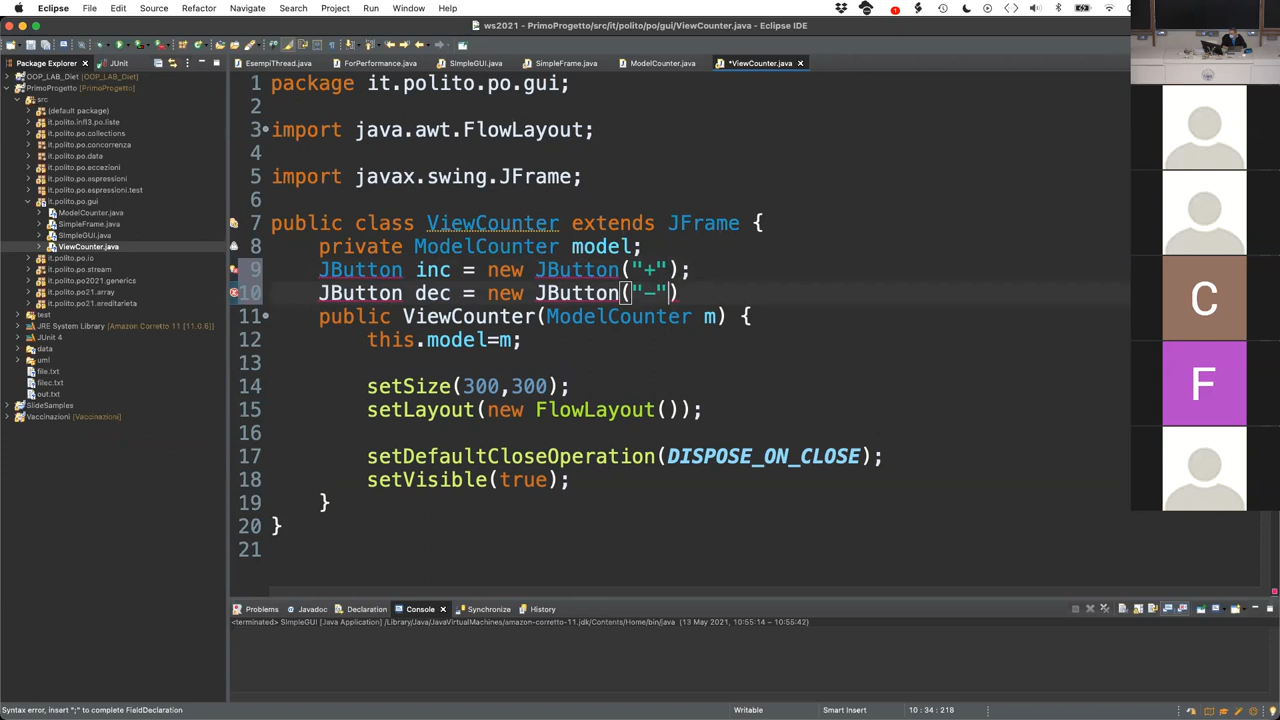 Eclipse File Edit Source Refactor Navigate Search Project Run Window Help
ws2021 - PrimoProgetto/src/it/polito/po/gui/ViewCounter.java - Eclipse IDE
Package Explorer JUnit
EsempiThread.java ForPerformance.java SimpleGUI.java SimpleFrame.java ModelCounter.java *ViewCounter.java
OOP_LAB_Diet [OOP_LAB_Diet]
PrimoProgetto [PrimoProgetto]
src
(default package)
it.polito.inf13.po.liste
it.polito.po.collections
it.polito.po.concorrenza
it.polito.po.data
it.polito.po.eccezioni
it.polito.po.espressioni
it.polito.po.espressioni.test
it.polito.po.gui
ModelCounter.java
SimpleFrame.java
SimpleGUI.java
ViewCounter.java
it.polito.po.io
it.polito.po.stream
it.polito.po2021.generics
it.polito.po21.array
it.polito.po21.ereditarieta
test
JRE System Library [Amazon Corretto 11 [11.0.
JUnit 4
data
uml
file.txt
filec.txt
out.txt
SlideSamples
Vaccinazioni [Vaccinazioni]
1 package it.polito.po.gui;
2
3 import java.awt.FlowLayout;
4
5 import javax.swing.JFrame;
6
7 public class ViewCounter extends JFrame {
8 private ModelCounter model;
9 JButton inc = new JButton("+");
10 JButton dec = new JButton("-")
11 public ViewCounter(ModelCounter m) {
12 this.model=m;
13
14 setSize(300,300);
15 setLayout(new FlowLayout());
16
17 setDefaultCloseOperation(DISPOSE_ON_CLOSE);
18 setVisible(true);
19 }
20 }
21
C
F
Problems Javadoc Declaration Console Synchronize History
<terminated> SimpleGUI [Java Application] /Library/Java/JavaVirtualMachines/amazon-corretto-11.jdk/Contents/Home/bin/java (13 May 2021, 10:55:14 – 10:55:42)
Syntax error, insert ";" to complete FieldDeclaration Writable Smart Insert 10 : 34 : 218